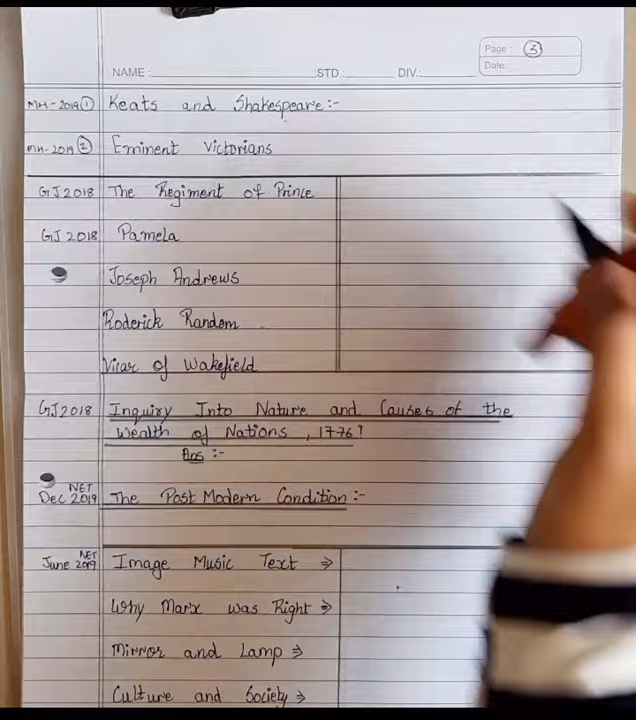 Page: 3
Date:
NAME: STD.: DIV.:
MH-2019 ① Keats and Shakespeare:-
MH-2019 ② Eminent Victorians
GJ 2018 The Regiment of Prince
GJ 2018 Pamela
Joseph Andrews
Roderick Random
Vicar of Wakefield
GJ 2018 Inquiry Into Nature and Causes of the
Wealth of Nations, 1776?
Ans :-
NET
Dec 2019 The Post Modern Condition:-
NET
June 2019 Image Music Text ⇒
Why Marx was Right ⇒
Mirror and Lamp ⇒
Culture and Society ⇒